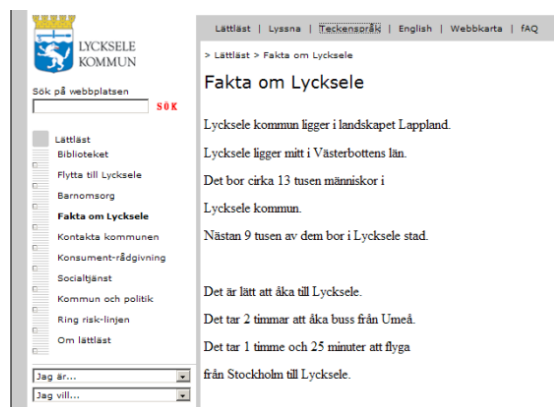 LYCKSELE
KOMMUN
Sök på webbplatsen
SÖK
Lättläst
Biblioteket
Flytta till Lycksele
Barnomsorg
Fakta om Lycksele
Kontakta kommunen
Konsument-rådgivning
Socialtjänst
Kommun och politik
Ring risk-linjen
Om lättläst
Jag är...
Jag vill...
Lättläst | Lyssna | Teckenspråk | English | Webbkarta | fAQ
> Lättläst > Fakta om Lycksele
Fakta om Lycksele
Lycksele kommun ligger i landskapet Lappland.
Lycksele ligger mitt i Västerbottens län.
Det bor cirka 13 tusen människor i
Lycksele kommun.
Nästan 9 tusen av dem bor i Lycksele stad.
Det är lätt att åka till Lycksele.
Det tar 2 timmar att åka buss från Umeå.
Det tar 1 timme och 25 minuter att flyga
från Stockholm till Lycksele.